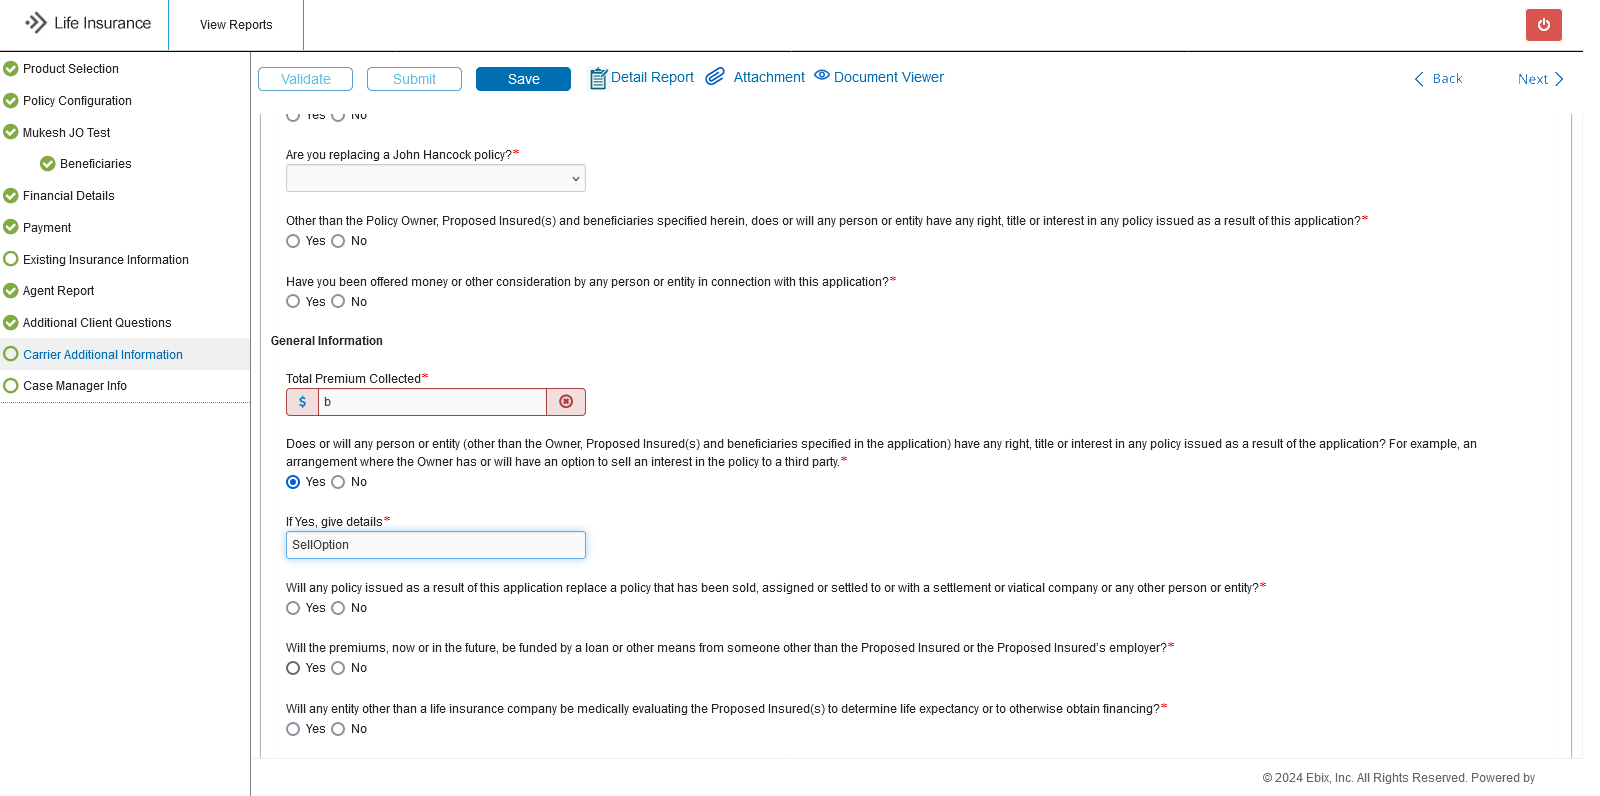 Life Insurance
View Reports
Product Selection
Policy Configuration
Mukesh JO Test
Beneficiaries
Financial Details
Payment
Existing Insurance Information
Agent Report
Additional Client Questions
Carrier Additional Information
Case Manager Info
Validate
Submit
Save
Detail Report
Attachment
Document Viewer
Back
Next
Yes No
Are you replacing a John Hancock policy?*
Other than the Policy Owner, Proposed Insured(s) and beneficiaries specified herein, does or will any person or entity have any right, title or interest in any policy issued as a result of this application?*
Yes No
Have you been offered money or other consideration by any person or entity in connection with this application?*
Yes No
General Information
Total Premium Collected*
$ b
Does or will any person or entity (other than the Owner, Proposed Insured(s) and beneficiaries specified in the application) have any right, title or interest in any policy issued as a result of the application? For example, an
arrangement where the Owner has or will have an option to sell an interest in the policy to a third party.*
Yes No
If Yes, give details*
SellOption
Will any policy issued as a result of this application replace a policy that has been sold, assigned or settled to or with a settlement or viatical company or any other person or entity?*
Yes No
Will the premiums, now or in the future, be funded by a loan or other means from someone other than the Proposed Insured or the Proposed Insured's employer?*
Yes No
Will any entity other than a life insurance company be medically evaluating the Proposed Insured(s) to determine life expectancy or to otherwise obtain financing?*
Yes No
© 2024 Ebix, Inc. All Rights Reserved. Powered by